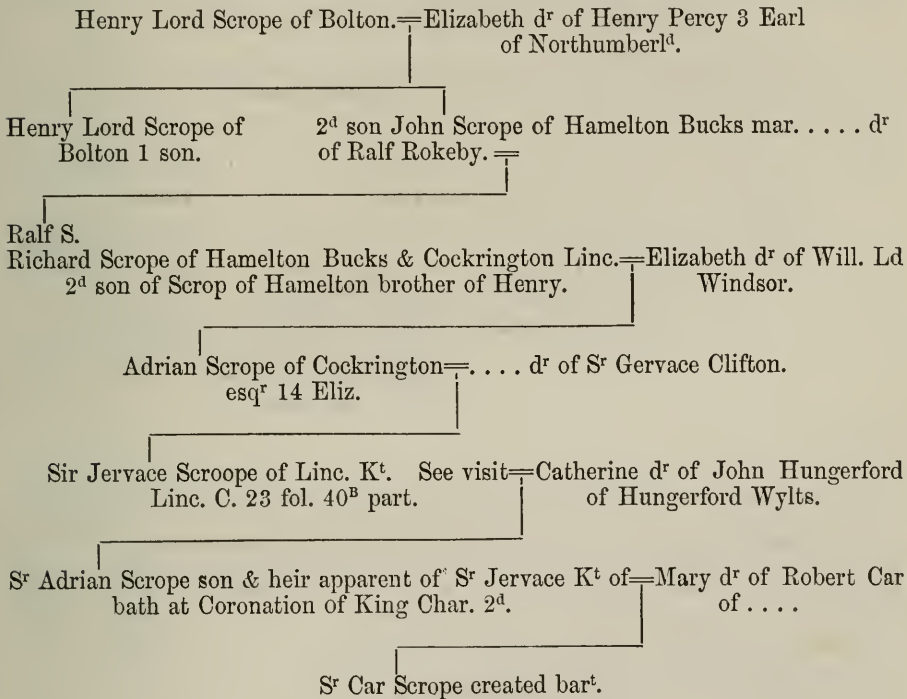 Henry Lord Scrope of Bolton.=Elizabeth dʳ of Henry Percy 3 Earl
of Northumberlᵈ.
Henry Lord Scrope of
Bolton 1 son.
2ᵈ son John Scrope of Hamelton Bucks mar. . . . . . dʳ
of Ralf Rokeby.=
Ralf S.
Richard Scrope of Hamelton Bucks & Cockrington Linc.=Elizabeth dʳ of Will. Ld
2ᵈ son of Scrop of Hamelton brother of Henry.
Windsor.
Adrian Scrope of Cockrington=. . . . dʳ of Sʳ Gervace Clifton.
esqʳ 14 Eliz.
Sir Jervace Scroope of Linc. Kᵗ. See visit=Catherine dʳ of John Hungerford
Linc. C. 23 fol. 40ᴮ part.
of Hungerford Wylts.
Sʳ Adrian Scrope son & heir apparent of Sʳ Jervace Kᵗ of=Mary dʳ of Robert Car
bath at Coronation of King Char. 2ᵈ.
of . . . .
Sʳ Car Scrope created barᵗ.